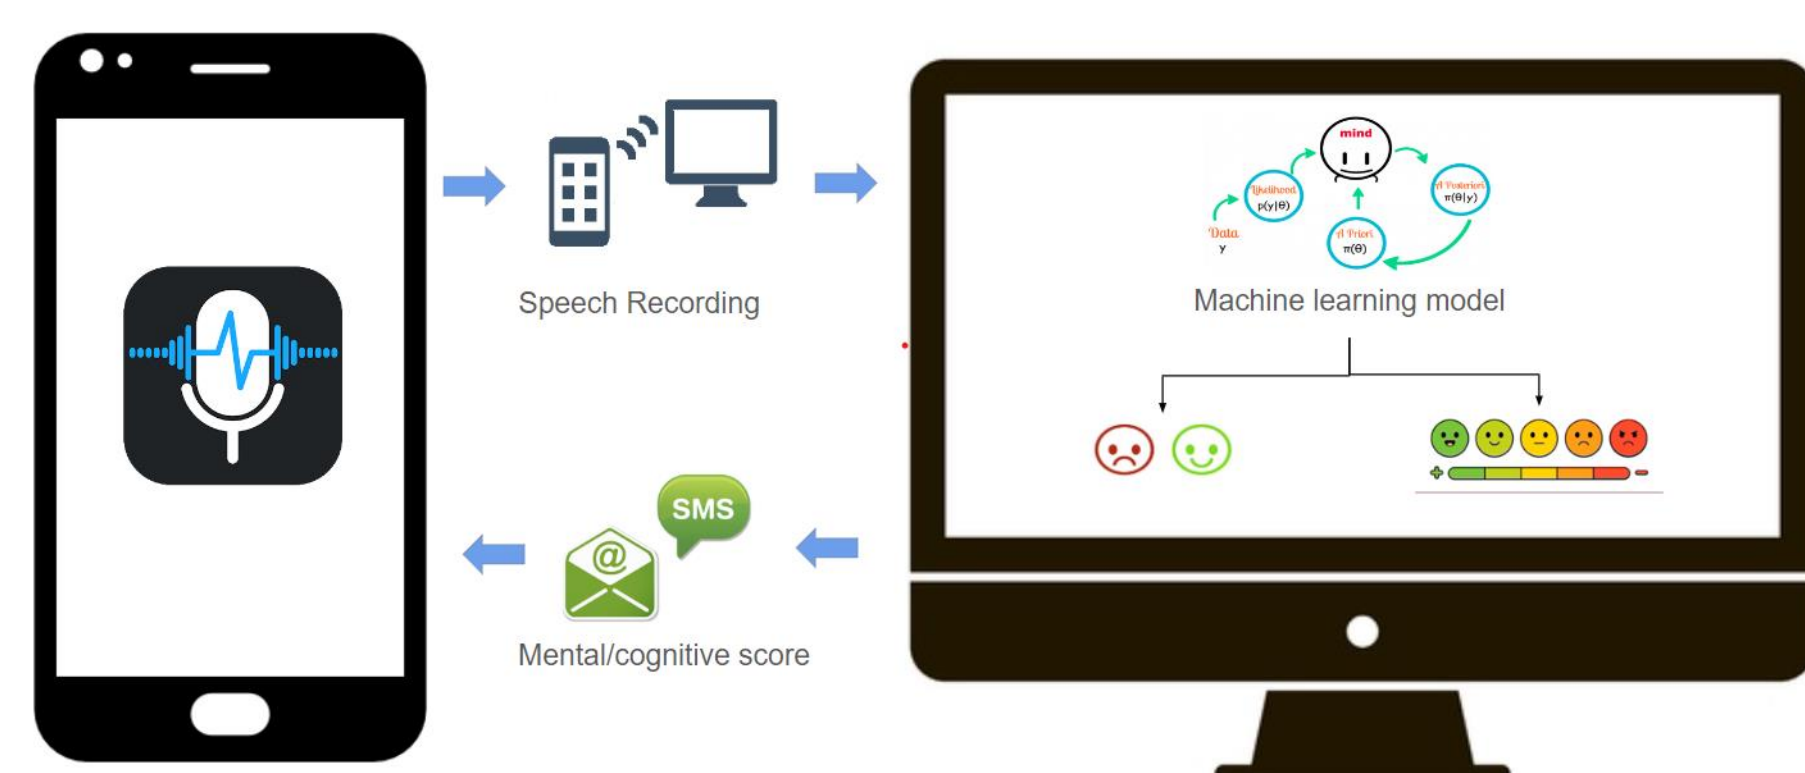 mind
Likelihood
p(y|θ)
A Posteriori
π(θ|y)
Data
y
A Priori
π(θ)
Speech Recording
Machine learning model
SMS
@
Mental/cognitive score